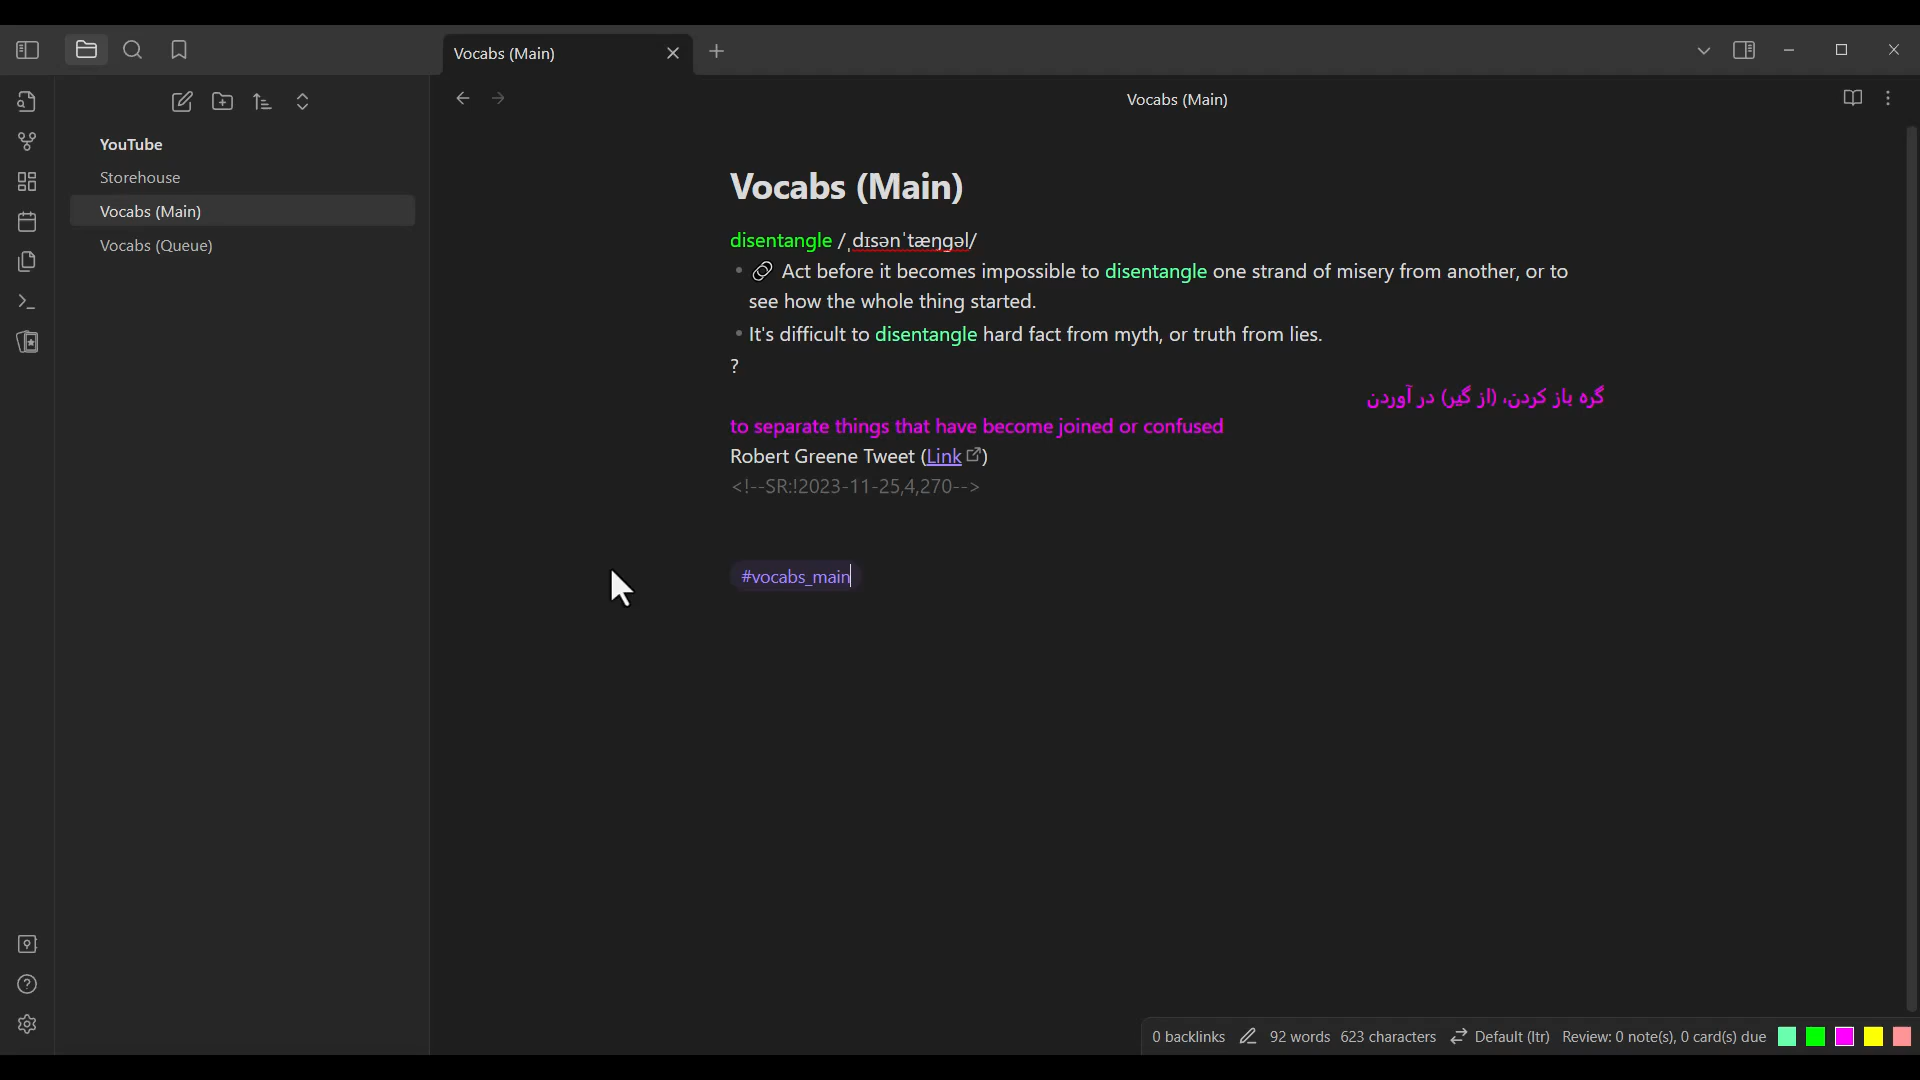 Vocabs (Main)
Vocabs (Main)
YouTube
Storehouse
Vocabs (Main)
Vocabs (Queue)
Vocabs (Main)
disentangle /ˌdɪsənˈtæŋɡəl/
Act before it becomes impossible to disentangle one strand of misery from another, or to
see how the whole thing started.
It's difficult to disentangle hard fact from myth, or truth from lies.
?
گره باز کردن، (از گیر) در آوردن
to separate things that have become joined or confused
Robert Greene Tweet (Link)
<!--SR:!2023-11-25,4,270-->
#vocabs_main
0 backlinks 92 words 623 characters Default (ltr) Review: 0 note(s), 0 card(s) due